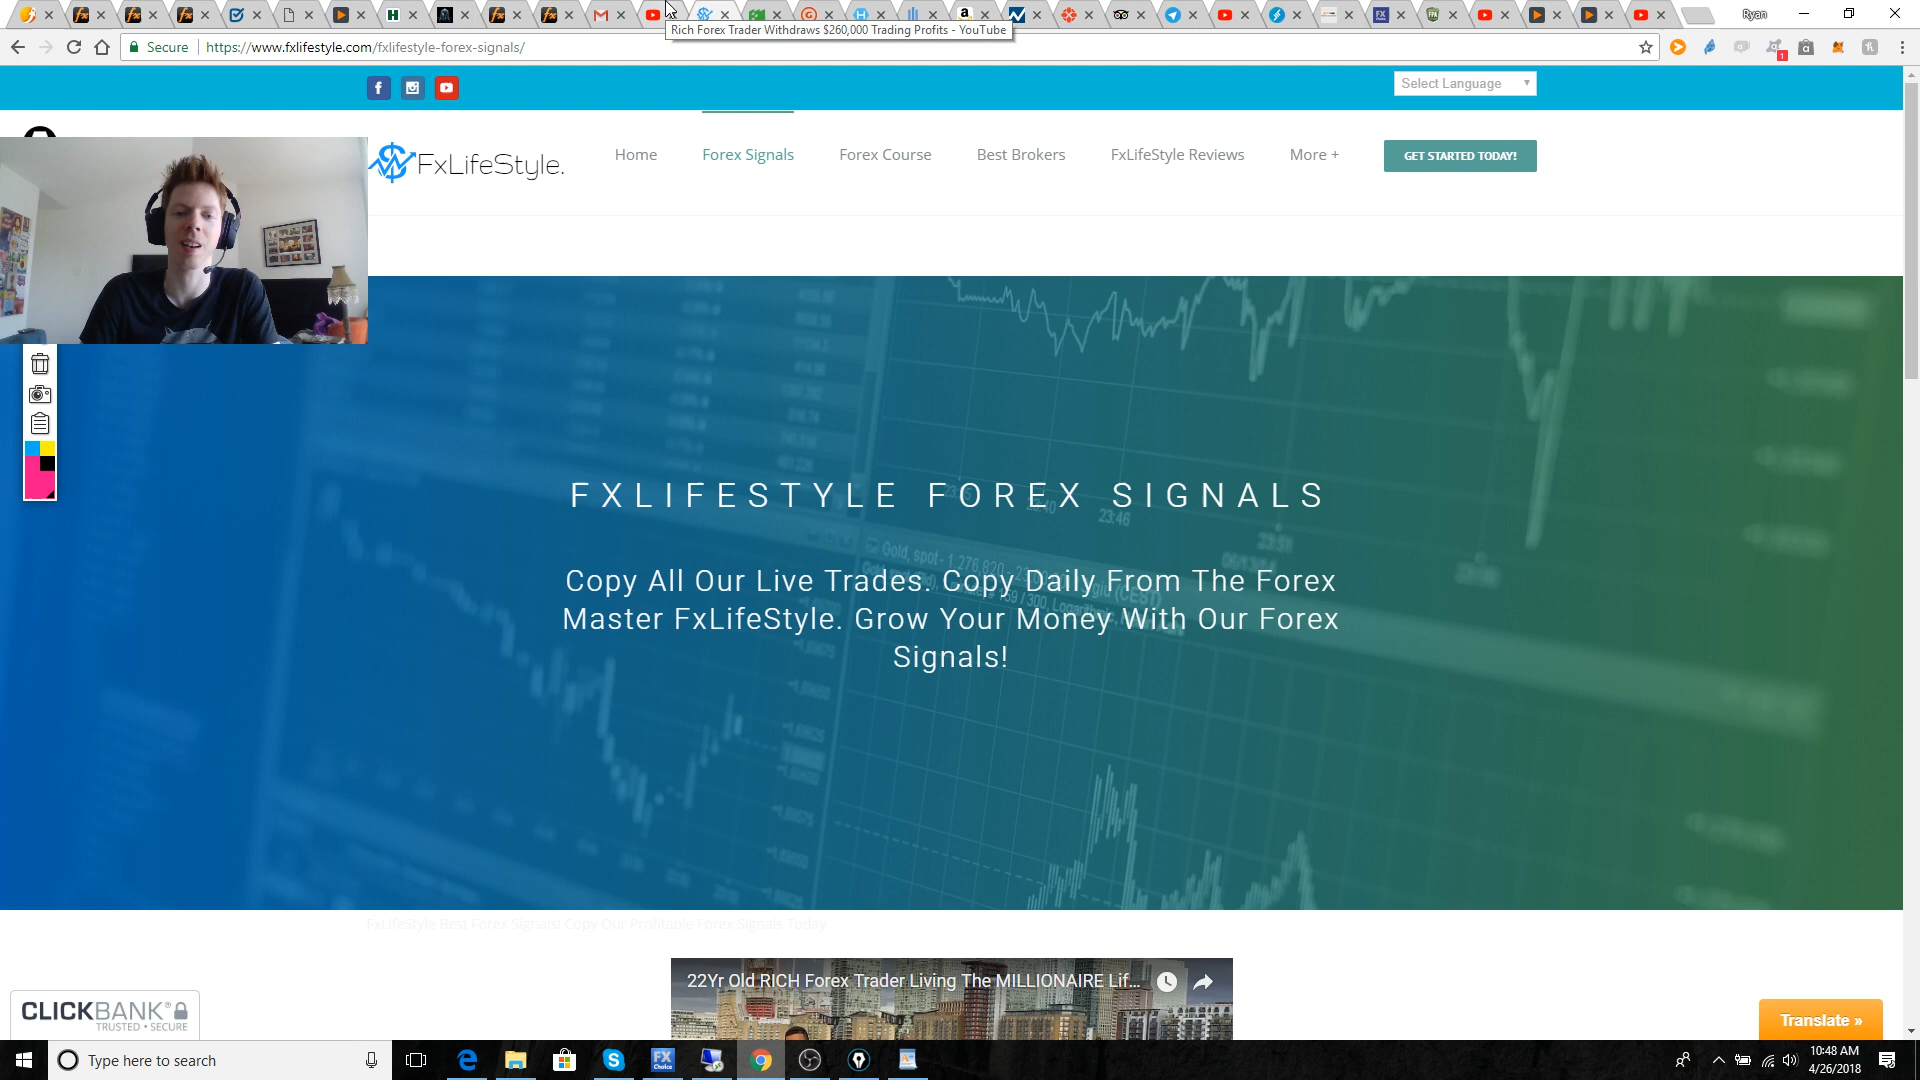 Ryan
Rich Forex Trader Withdraws $260,000 Trading Profits - YouTube
Secure
https://www.fxlifestyle.com/fxlifestyle-forex-signals/
Select Language
FxLifeStyle.
Home
Forex Signals
Forex Course
Best Brokers
FxLifeStyle Reviews
More +
GET STARTED TODAY!
FXLIFESTYLE FOREX SIGNALS
Copy All Our Live Trades. Copy Daily From The Forex
Master FxLifeStyle. Grow Your Money With Our Forex
Signals!
FxLifeStyle Best Forex Signals! Copy Our Profitable Forex Signals Today
22Yr Old RICH Forex Trader Living The MILLIONAIRE Lif...
CLICKBANK®
TRUSTED • SECURE
Translate »
Type here to search
FX
Choice
10:48 AM
4/26/2018